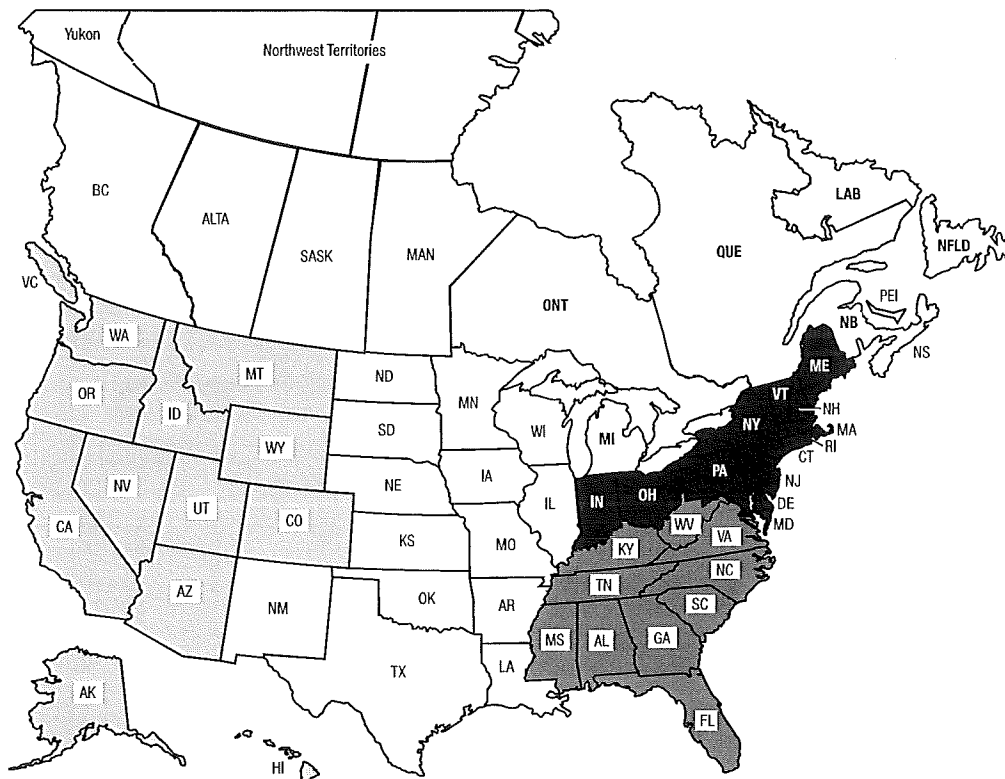 Yukon
Northwest Territories
BC
ALTA
SASK
MAN
ONT
QUE
LAB
NFLD
PEI
NB
NS
VC
WA
MT
ND
MN
ME
VT
NH
OR
ID
SD
WI
MI
NY
MA
RI
CT
WY
IA
PA
NJ
NV
UT
CO
NE
IL
IN
OH
DE
MD
CA
KS
MO
WV
VA
KY
AZ
NM
OK
AR
TN
NC
SC
MS
AL
GA
TX
LA
AK
FL
HI